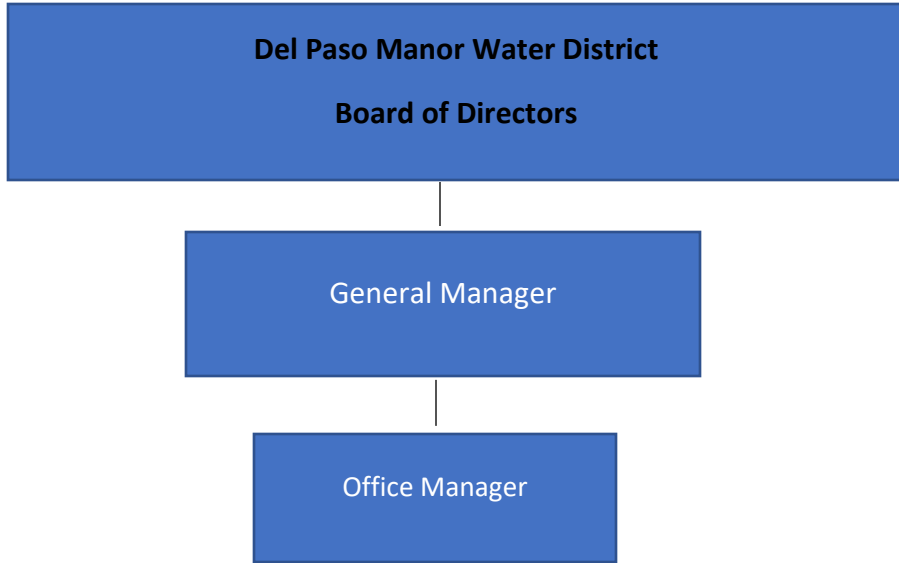 Del Paso Manor Water District
Board of Directors
General Manager
Office Manager